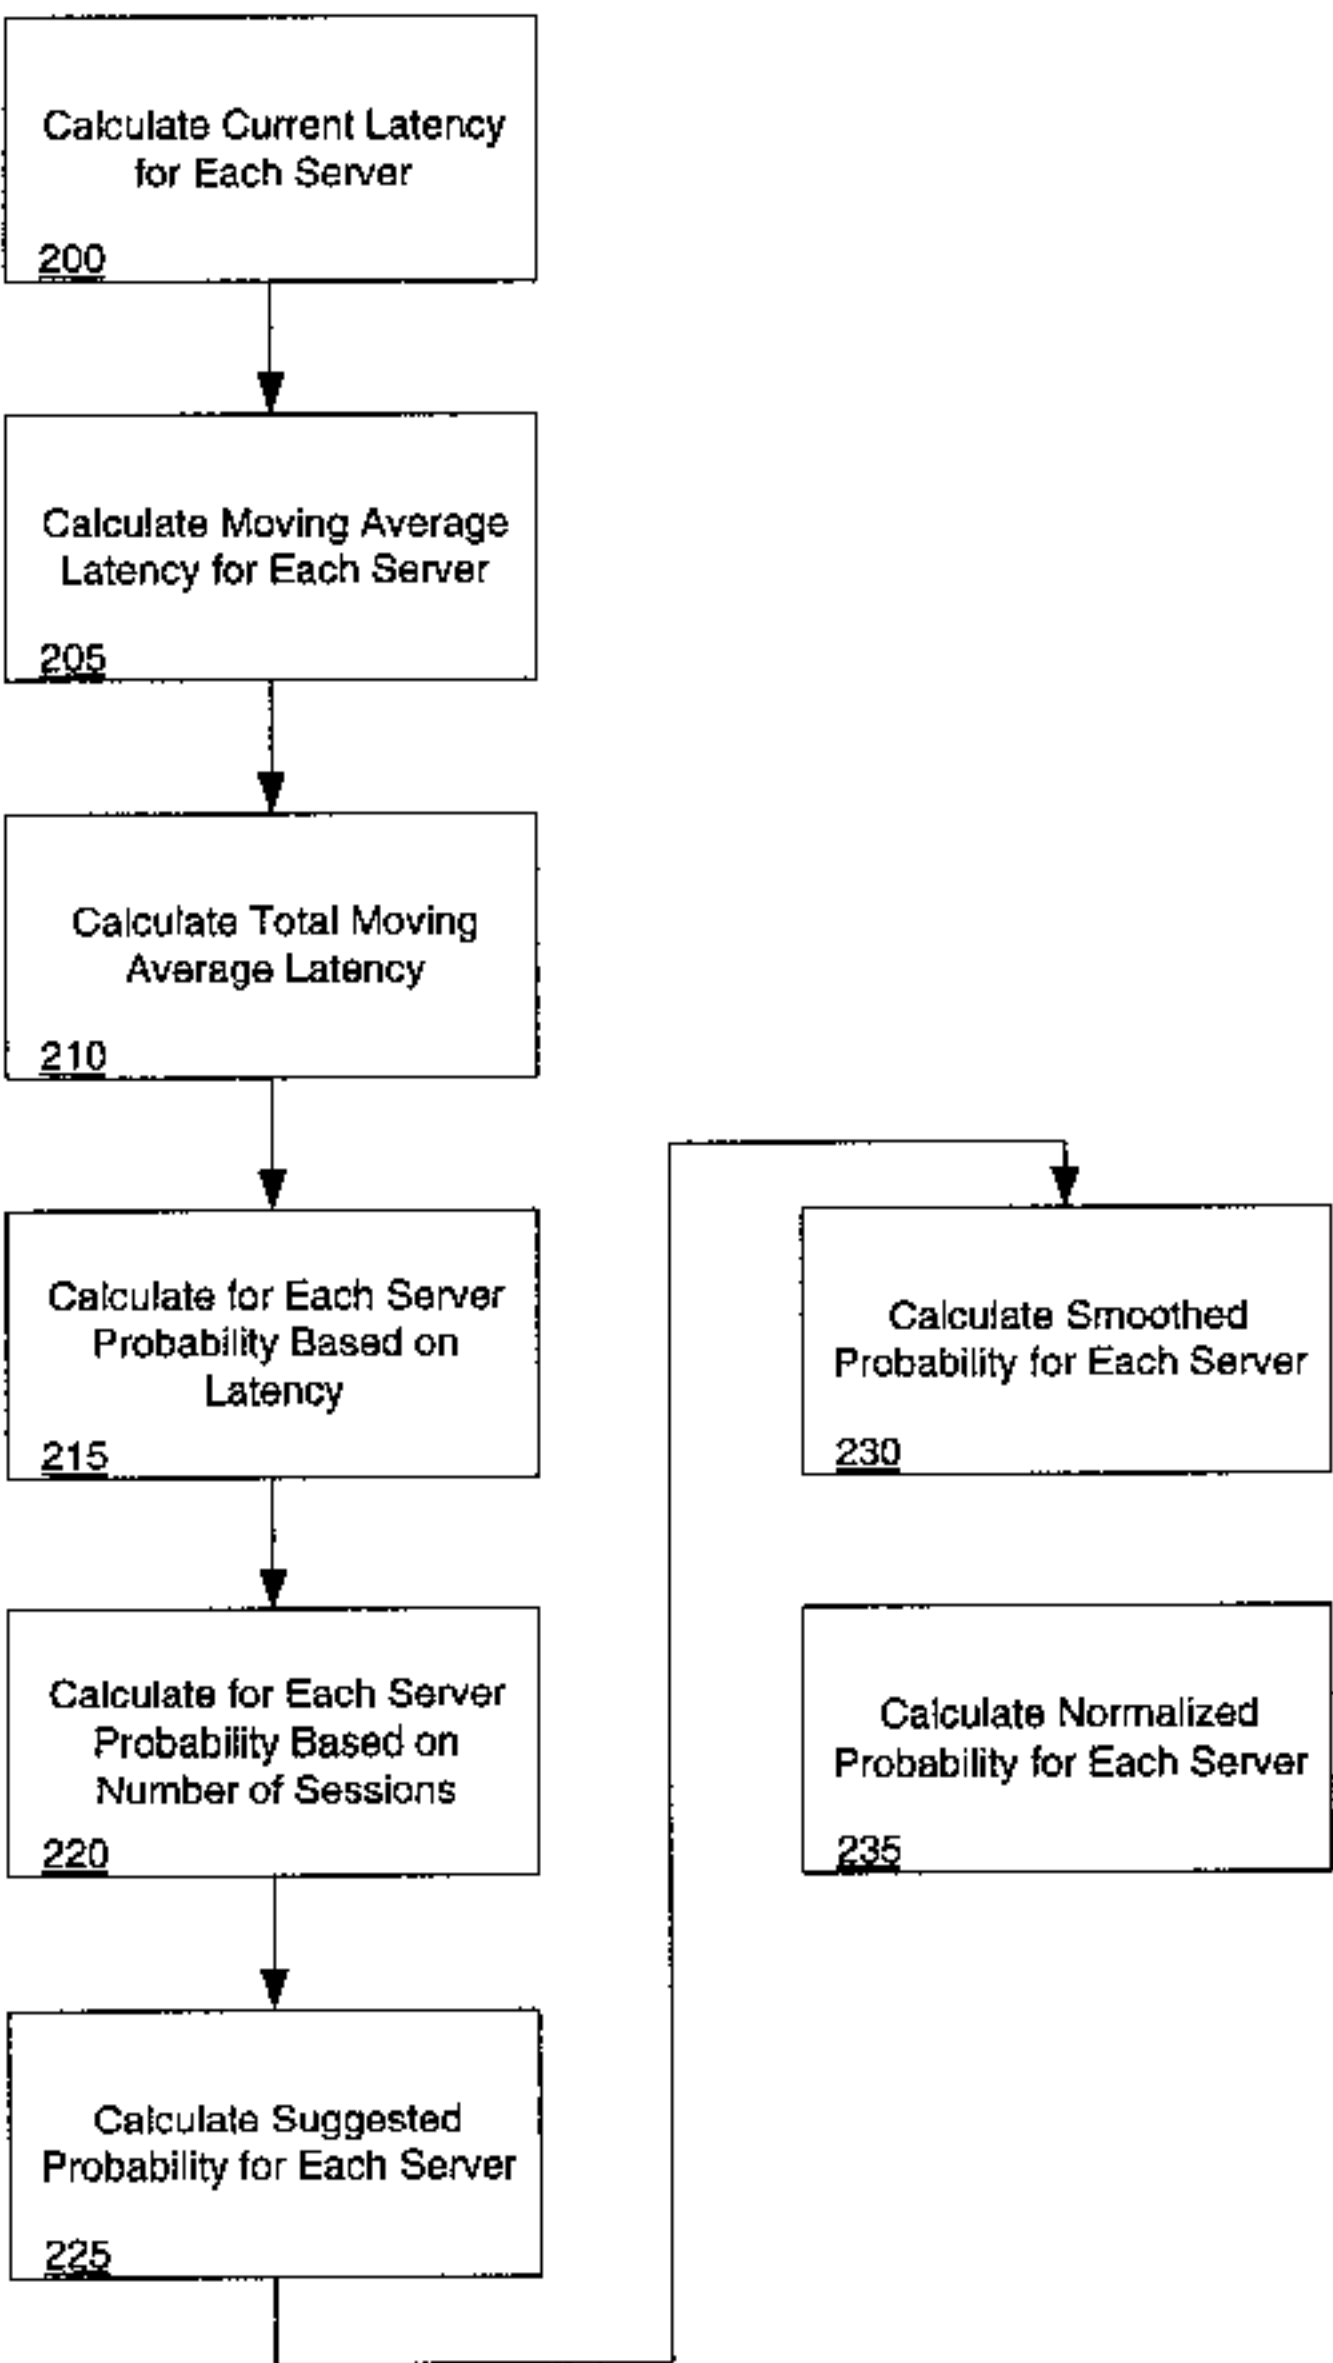 Calculate Current Latency
for Each Server
200
Calculate Moving Average
Latency for Each Server
205
Calculate Total Moving
Average Latency
210
Calculate for Each Server
Probability Based on
Latency
215
Calculate for Each Server
Probability Based on
Number of Sessions
220
Calculate Suggested
Probability for Each Server
225
Calculate Smoothed
Probability for Each Server
230
Calculate Normalized
Probability for Each Server
235